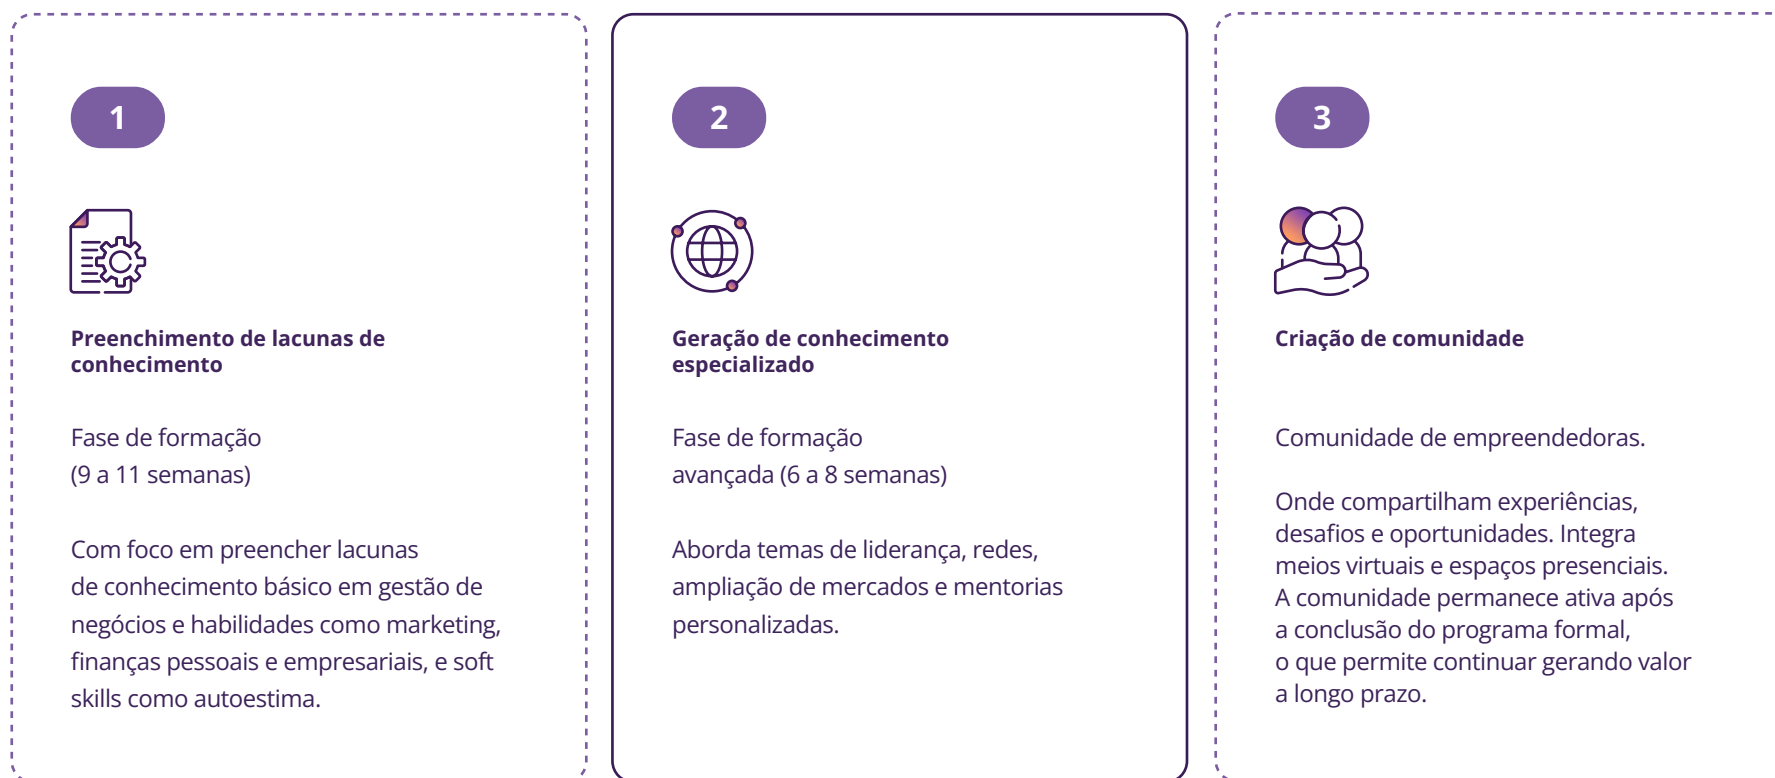 1
Preenchimento de lacunas de
conhecimento
Fase de formação
(9 a 11 semanas)
Com foco em preencher lacunas
de conhecimento básico em gestão de
negócios e habilidades como marketing,
finanças pessoais e empresariais, e soft
skills como autoestima.
2
Geração de conhecimento
especializado
Fase de formação
avançada (6 a 8 semanas)
Aborda temas de liderança, redes,
ampliação de mercados e mentorias
personalizadas.
3
Criação de comunidade
Comunidade de empreendedoras.
Onde compartilham experiências,
desafios e oportunidades. Integra
meios virtuais e espaços presenciais.
A comunidade permanece ativa após
a conclusão do programa formal,
o que permite continuar gerando valor
a longo prazo.